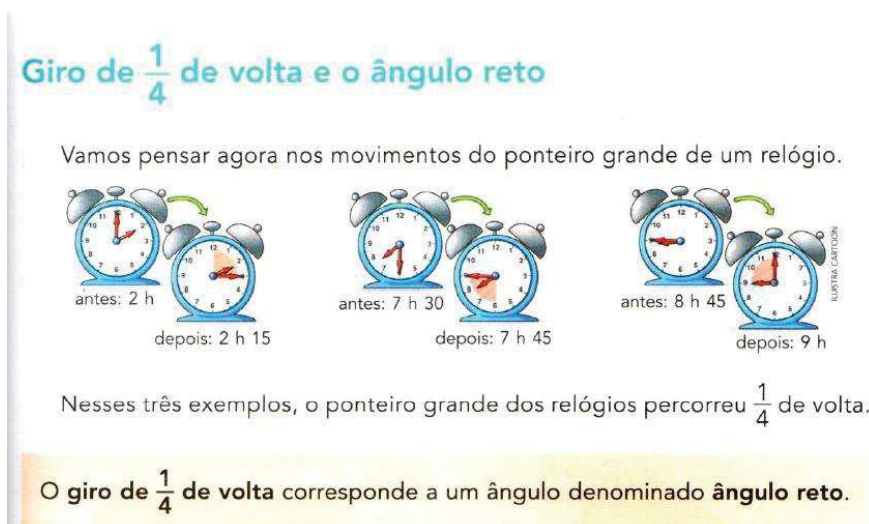 Giro de 1/4 de volta e o ângulo reto
Vamos pensar agora nos movimentos do ponteiro grande de um relógio.
antes: 2 h
depois: 2 h 15
antes: 7 h 30
depois: 7 h 45
antes: 8 h 45
depois: 9 h
ILUSTRA CARTOON
Nesses três exemplos, o ponteiro grande dos relógios percorreu 1/4 de volta.
O giro de 1/4 de volta corresponde a um ângulo denominado ângulo reto.